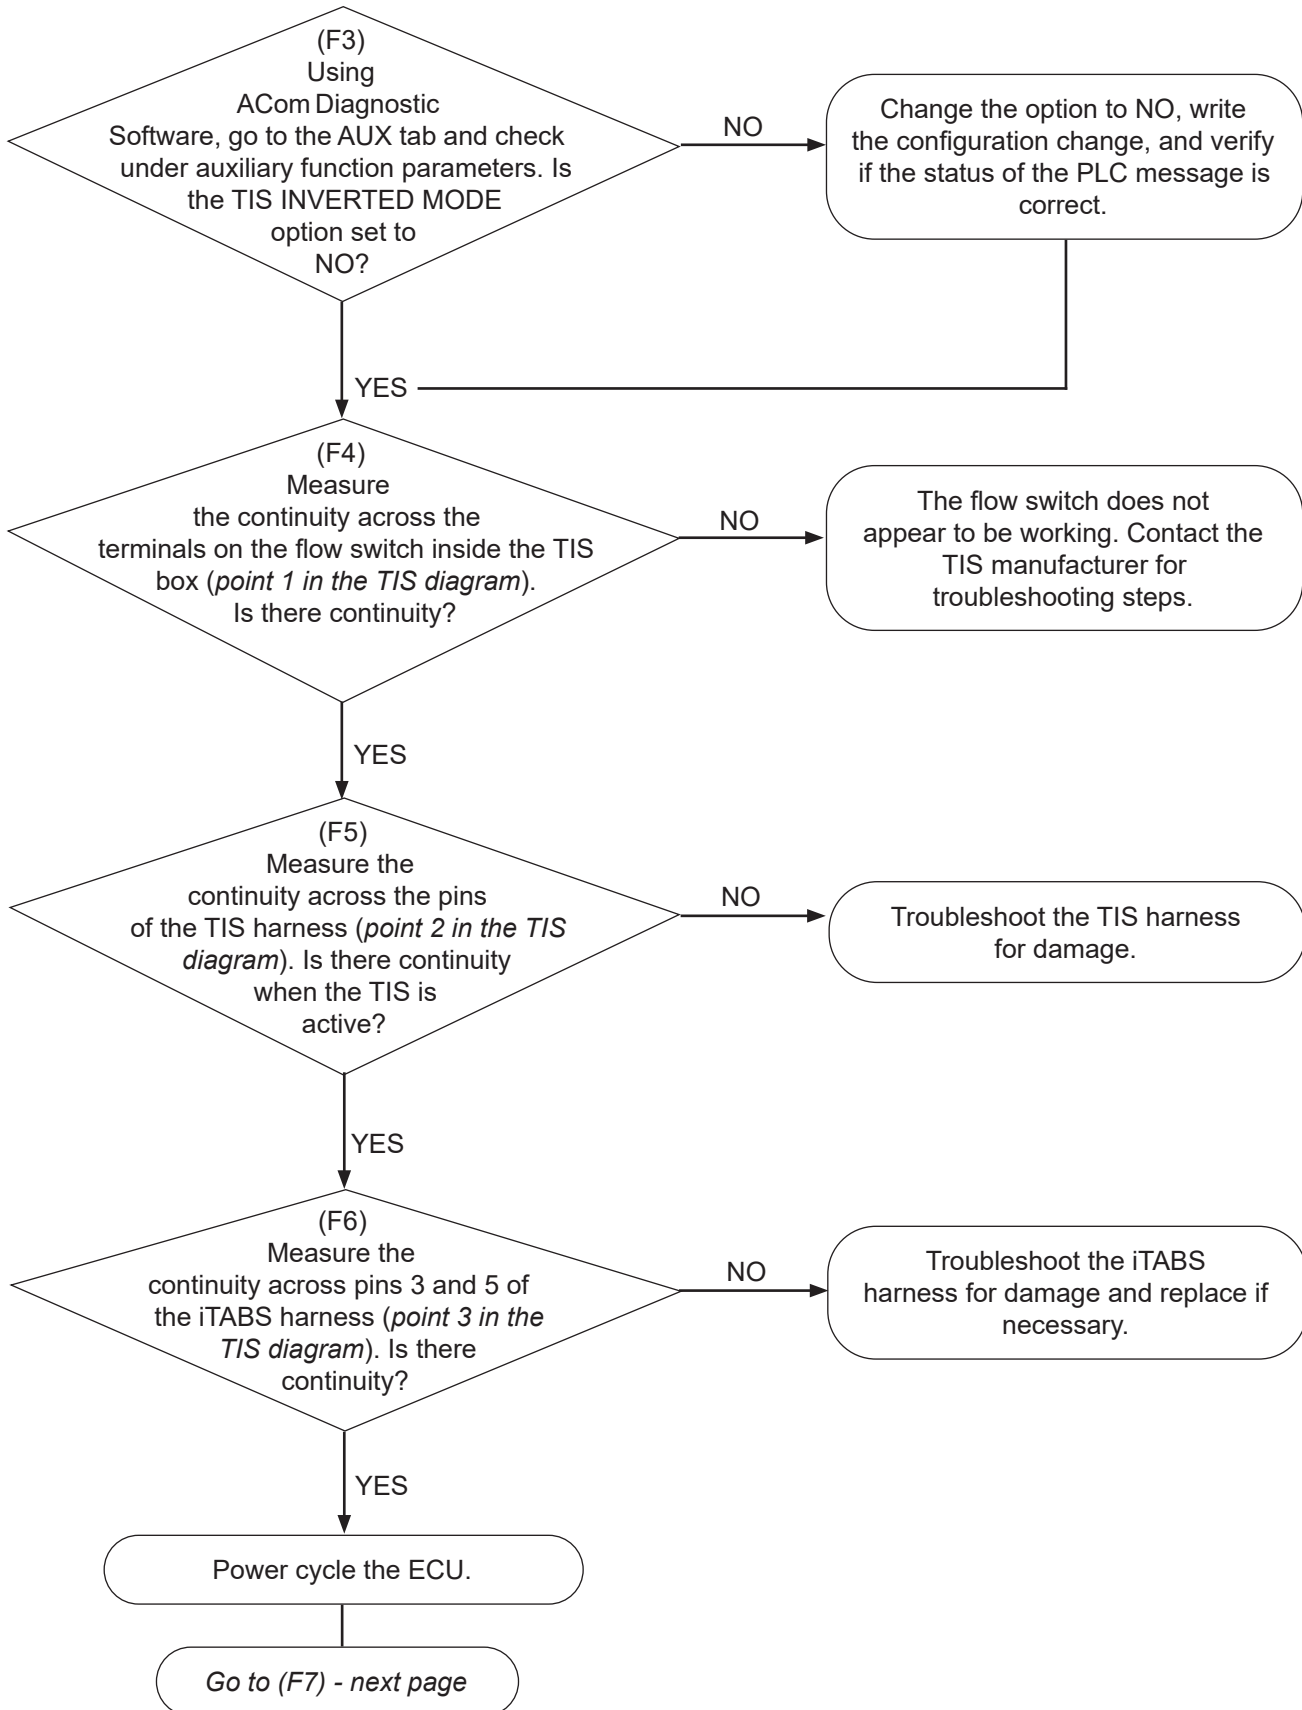 (F3)
Using
ACom Diagnostic
Software, go to the AUX tab and check
under auxiliary function parameters. Is
the TIS INVERTED MODE
option set to
NO?
NO
Change the option to NO, write
the configuration change, and verify
if the status of the PLC message is
correct.
YES
(F4)
Measure
the continuity across the
terminals on the flow switch inside the TIS
box (point 1 in the TIS diagram).
Is there continuity?
NO
The flow switch does not
appear to be working. Contact the
TIS manufacturer for
troubleshooting steps.
YES
(F5)
Measure the
continuity across the pins
of the TIS harness (point 2 in the TIS
diagram). Is there continuity
when the TIS is
active?
NO
Troubleshoot the TIS harness
for damage.
YES
(F6)
Measure the
continuity across pins 3 and 5 of
the iTABS harness (point 3 in the
TIS diagram). Is there
continuity?
NO
Troubleshoot the iTABS
harness for damage and replace if
necessary.
YES
Power cycle the ECU.
Go to (F7) - next page